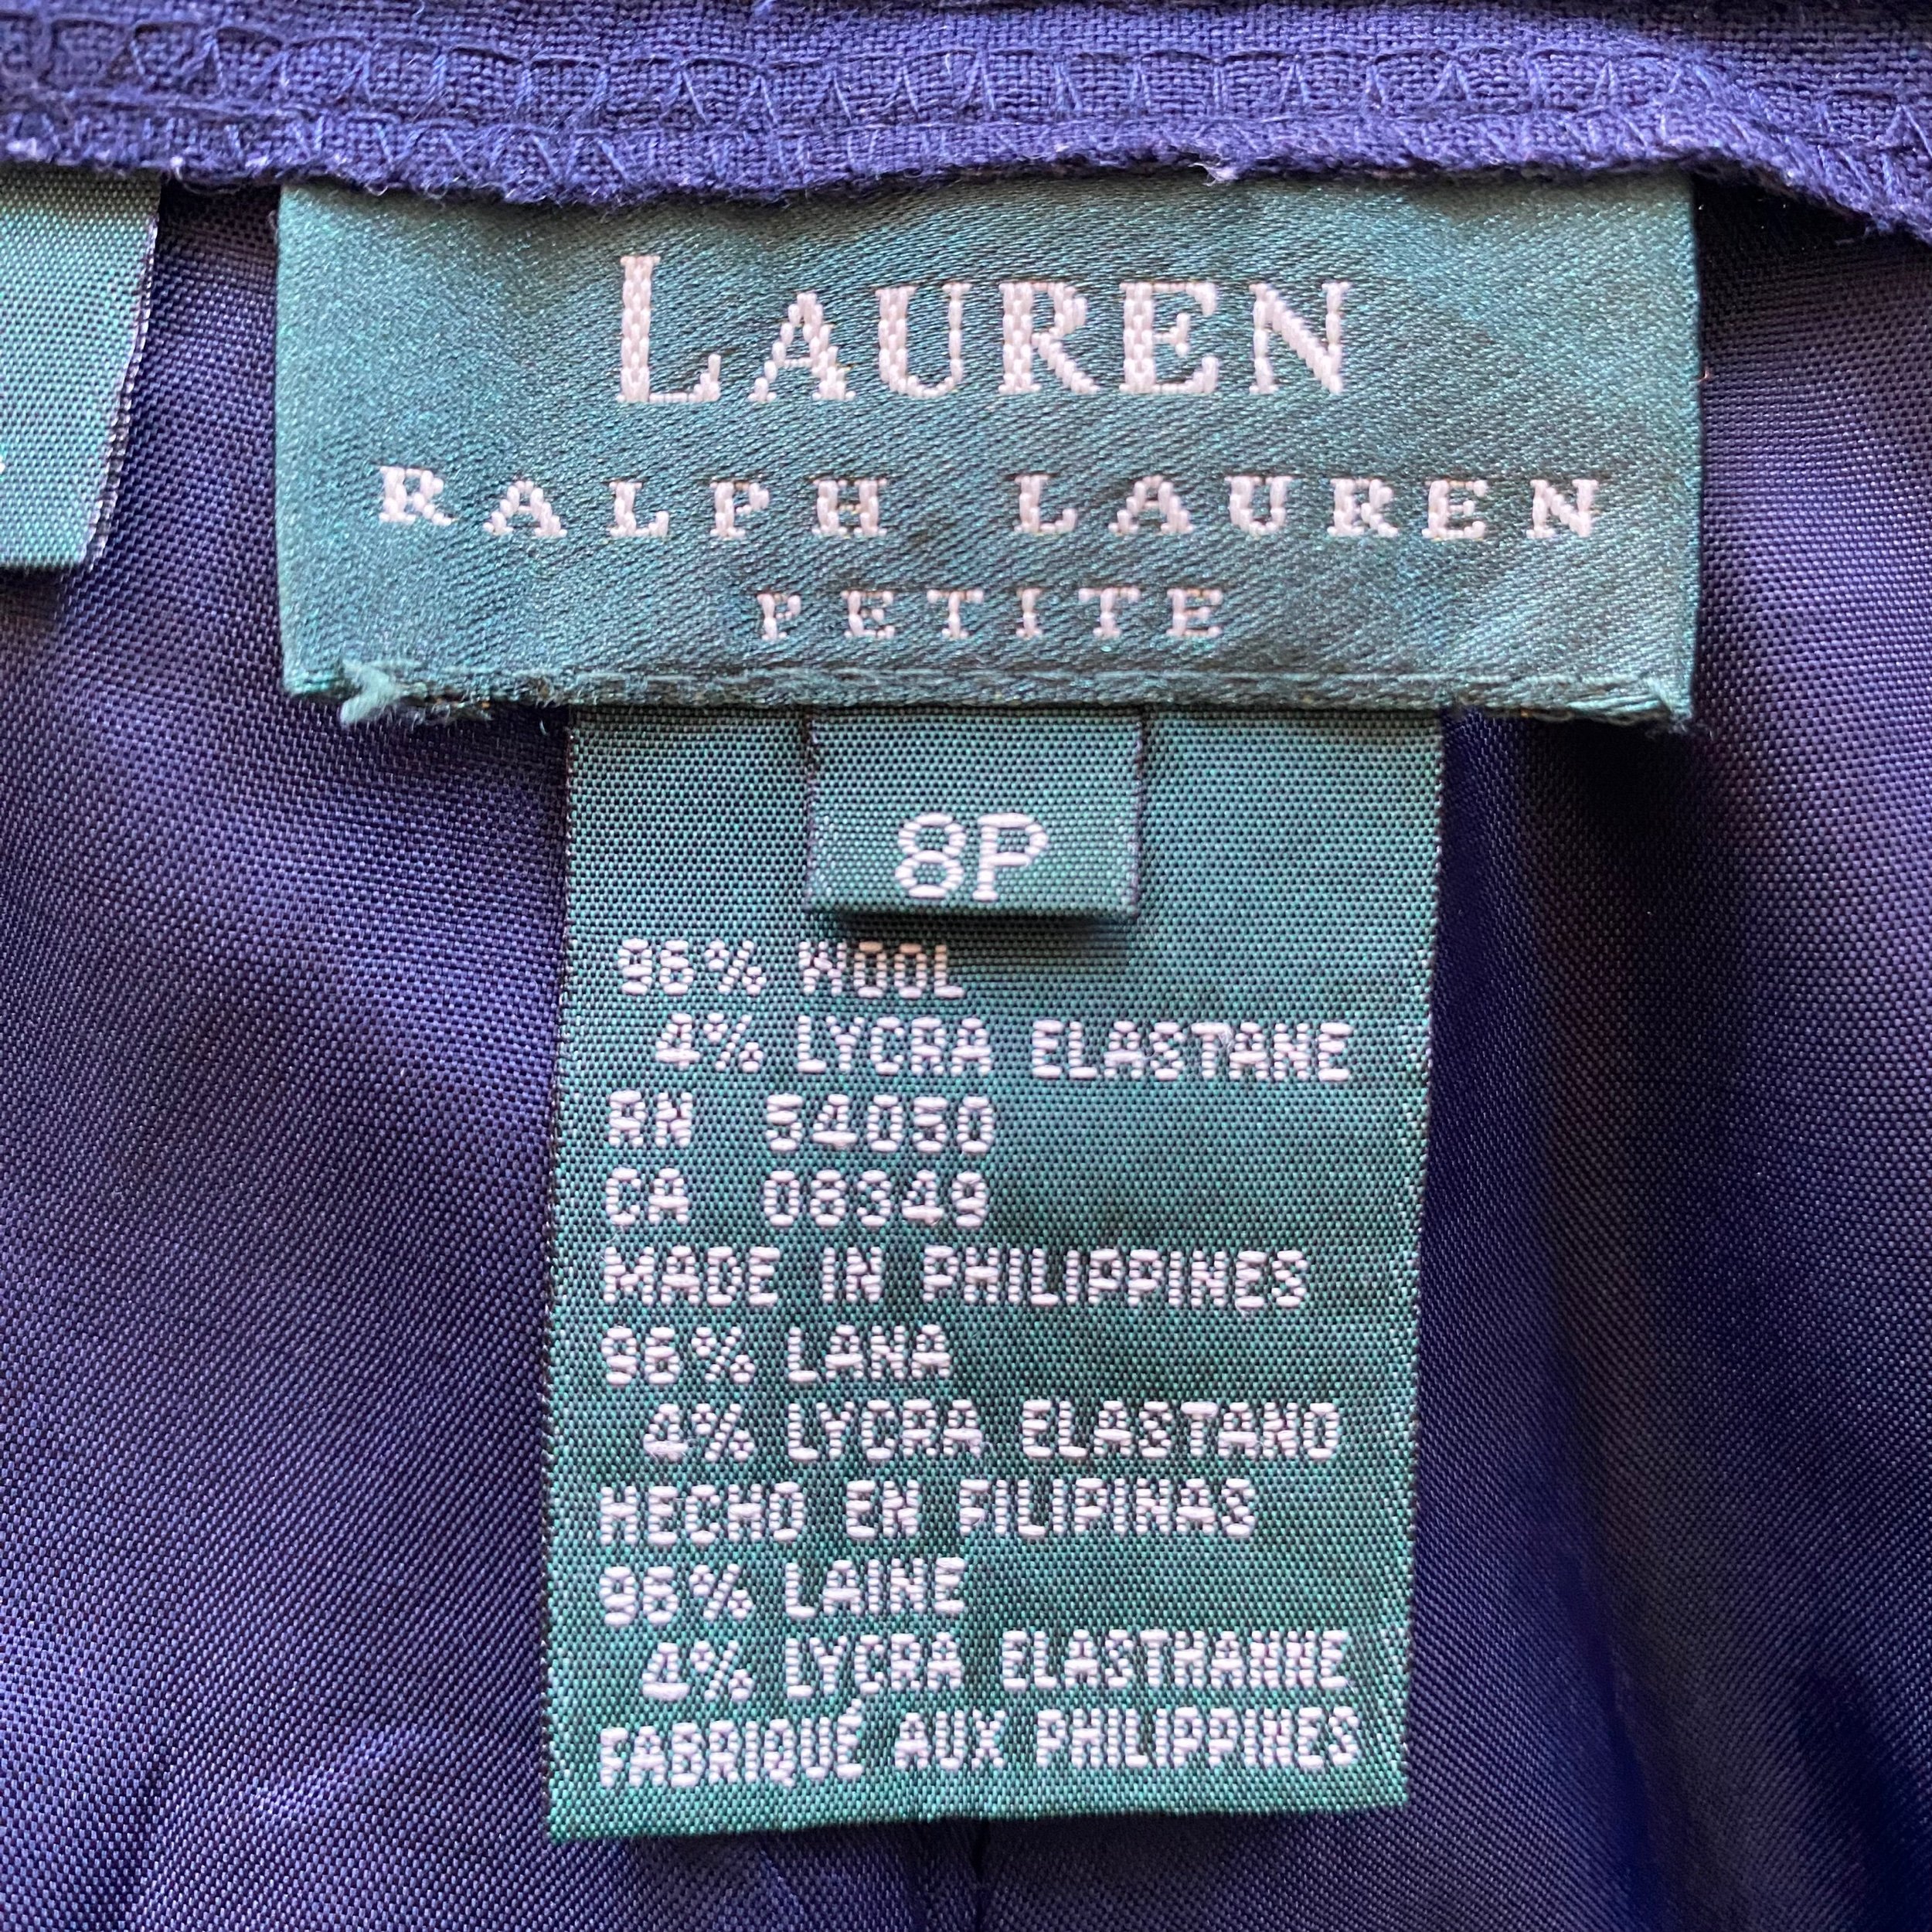 LAUREN
RALPH LAUREN
PETITE
8P
96% WOOL
4% LYCRA ELASTANE
RN 54050
CA 08349
MADE IN PHILIPPINES
96% LANA
4% LYCRA ELASTANO
HECHO EN FILIPINAS
96% LAINE
4% LYCRA ELASTHANNE
FABRIQUÉ AUX PHILIPPINES